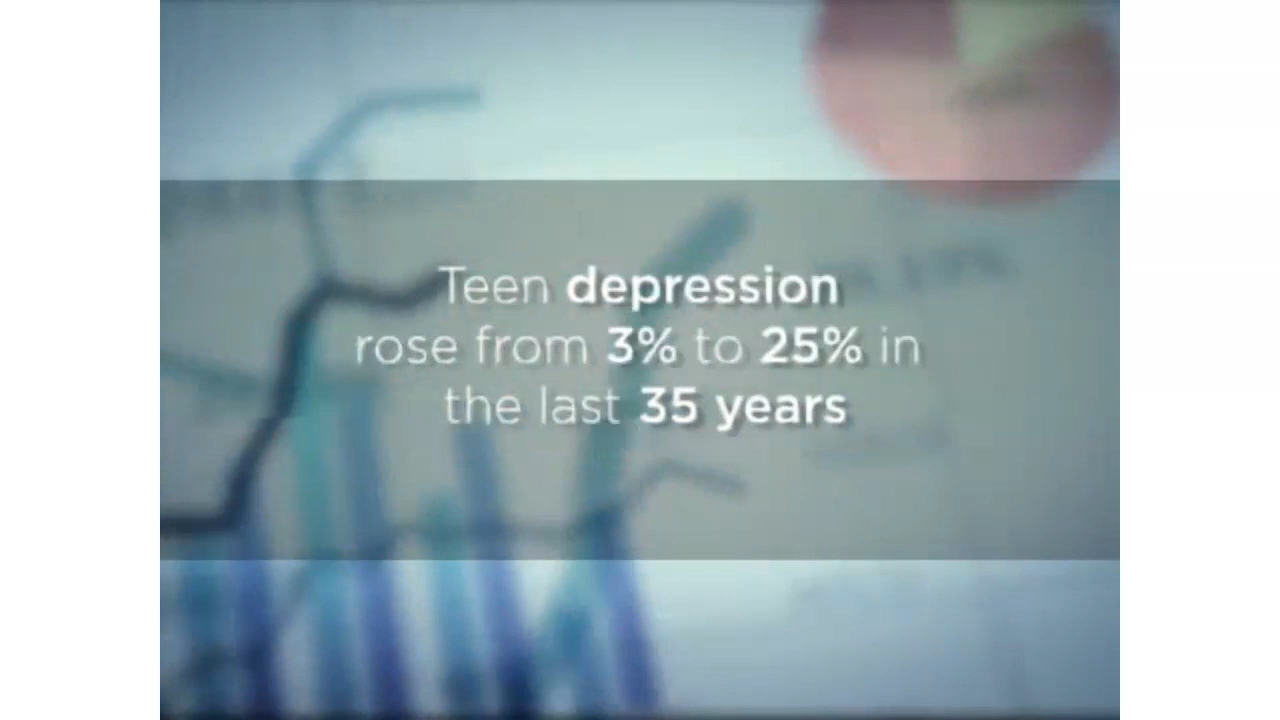 Teen depression
rose from 3% to 25% in
the last 35 years